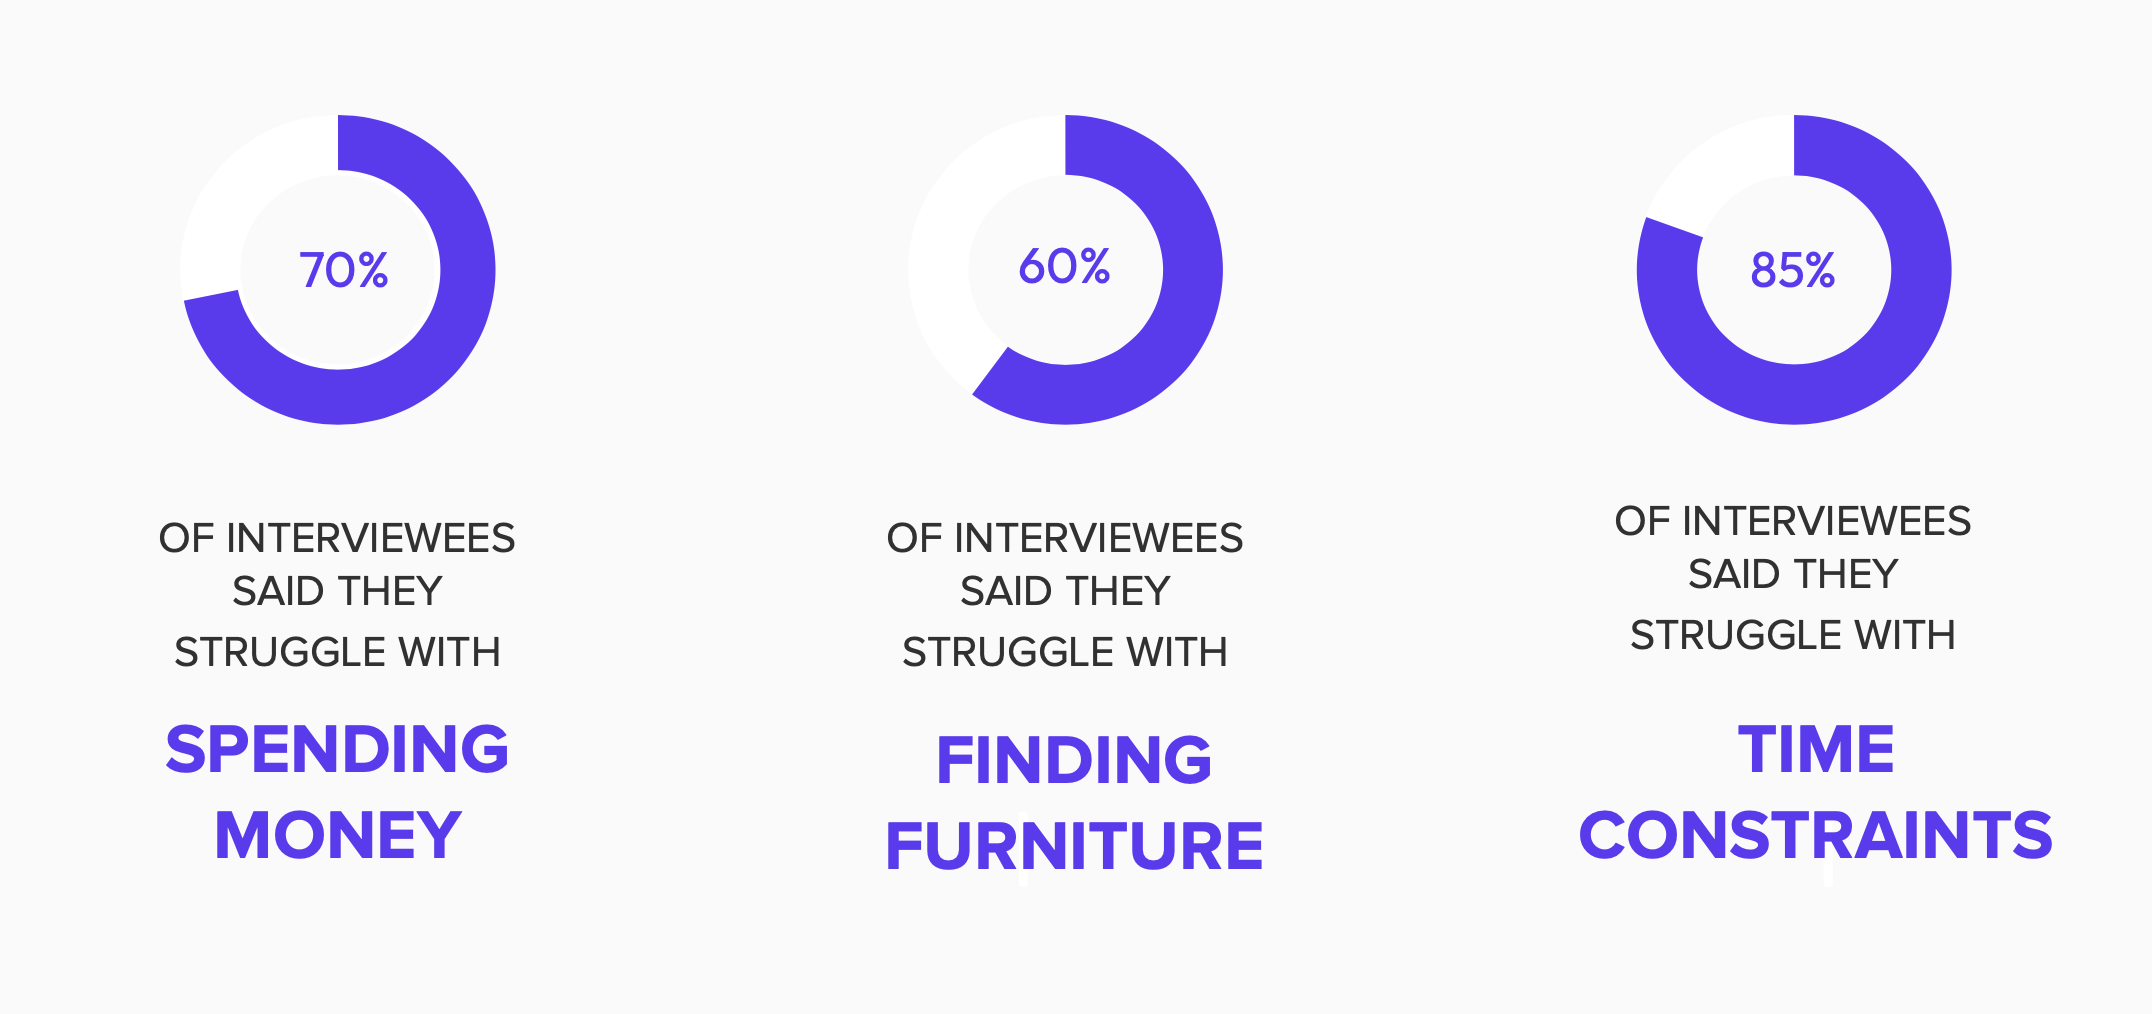 70%
OF INTERVIEWEES
SAID THEY
STRUGGLE WITH
SPENDING
MONEY
60%
OF INTERVIEWEES
SAID THEY
STRUGGLE WITH
FINDING
FURNITURE
85%
OF INTERVIEWEES
SAID THEY
STRUGGLE WITH
TIME
CONSTRAINTS